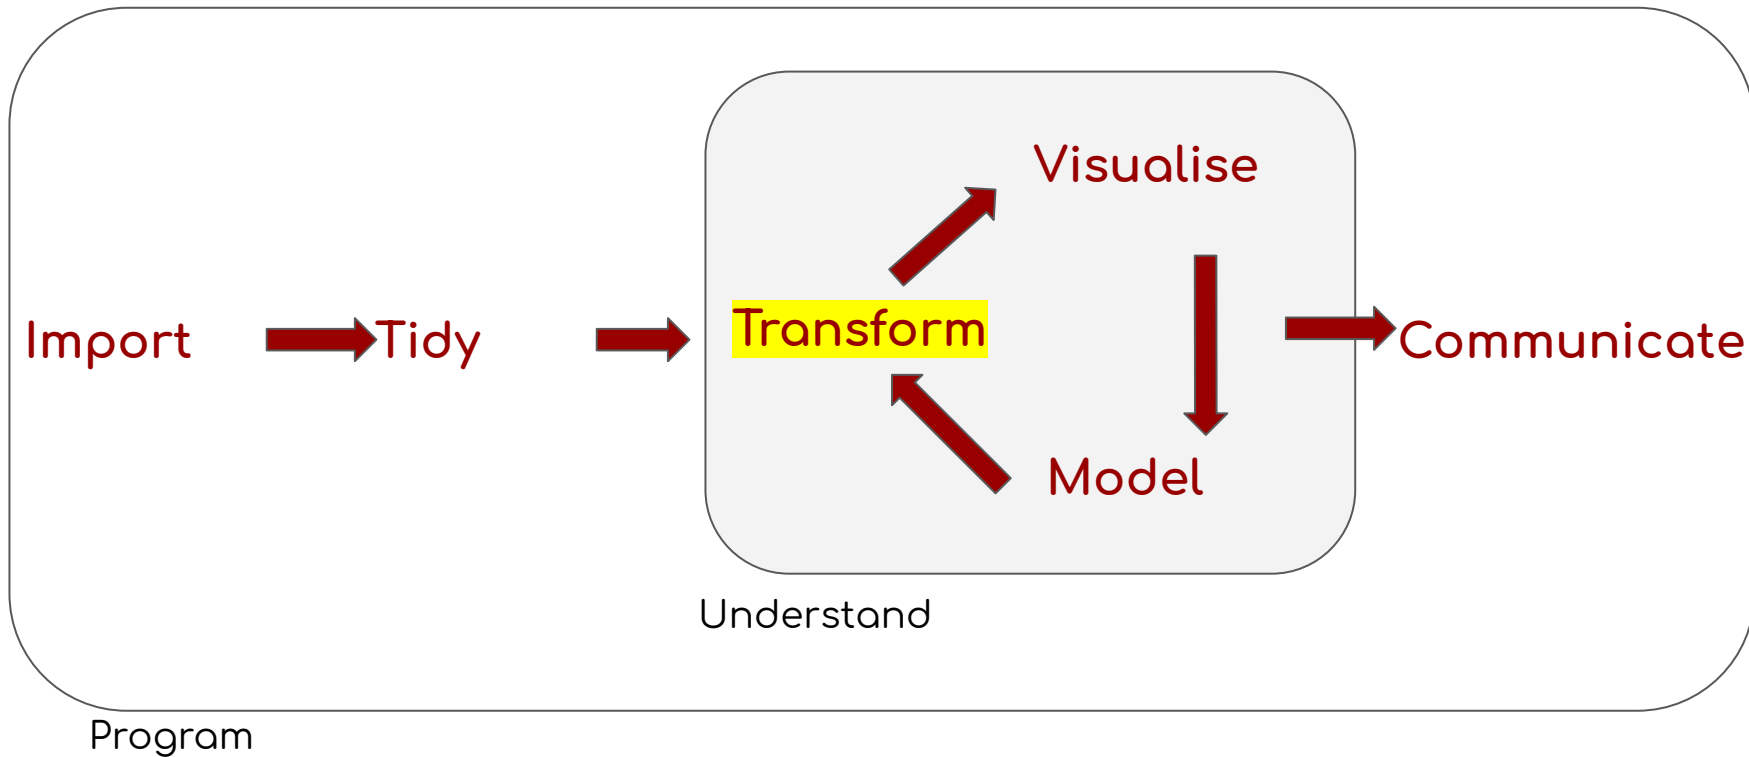 Visualise
Import
Tidy
Transform
Communicate
Model
Understand
Program